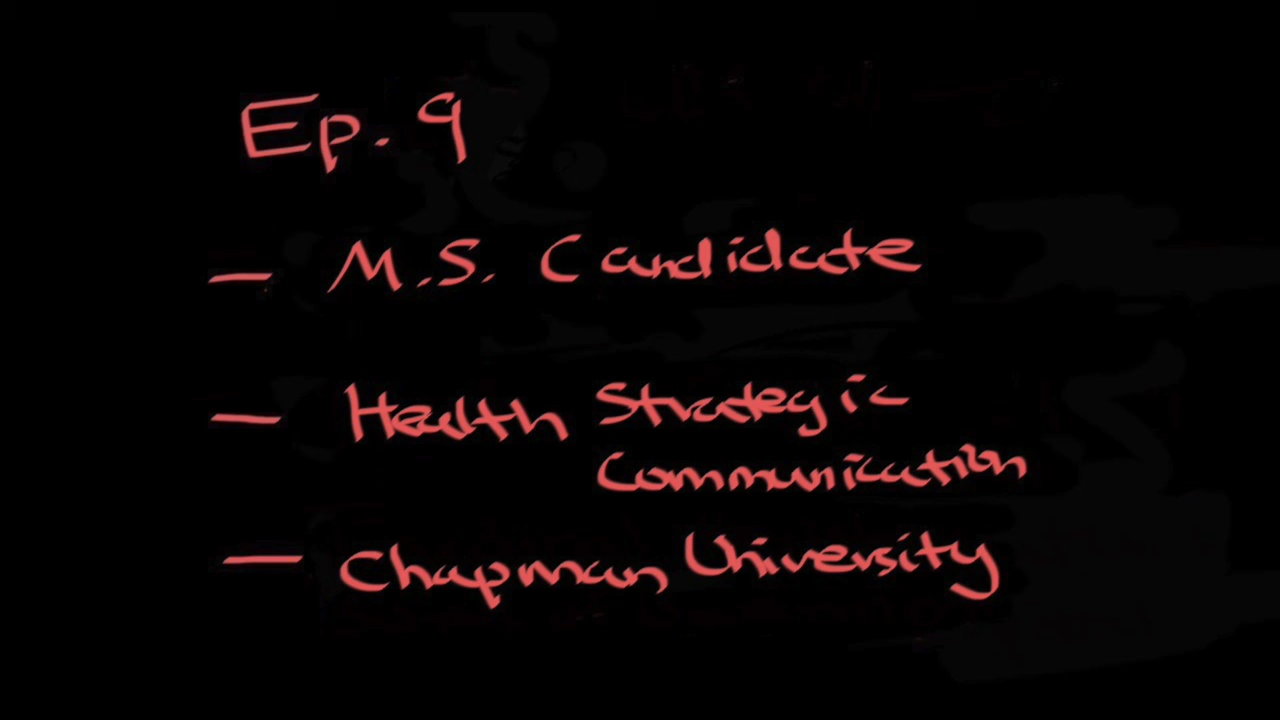 Ep. 9
- M.S. Candidate
- Health Strategic
Communication
- Chapman University